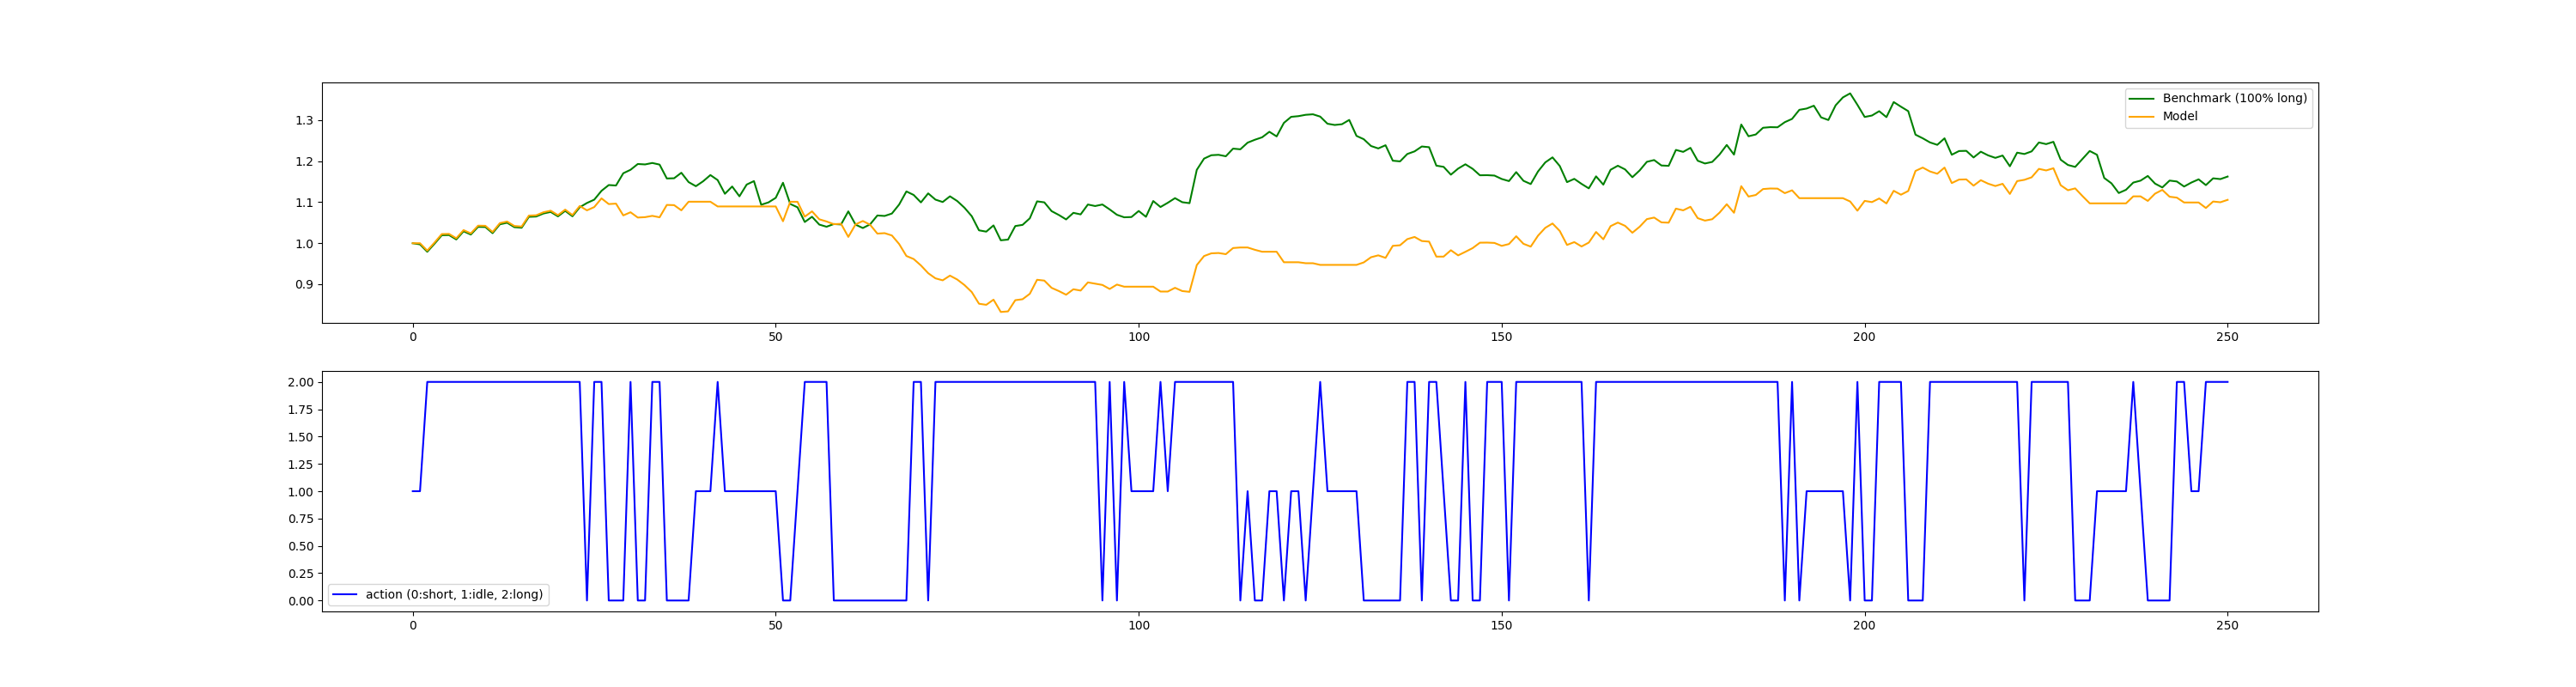 Benchmark (100% long)
Model
1.3
1.2
1.1
1.0
0.9
0 50 100 150 200 250
2.00
1.75
1.50
1.25
1.00
0.75
0.50
0.25
0.00
action (0:short, 1:idle, 2:long)
0 50 100 150 200 250